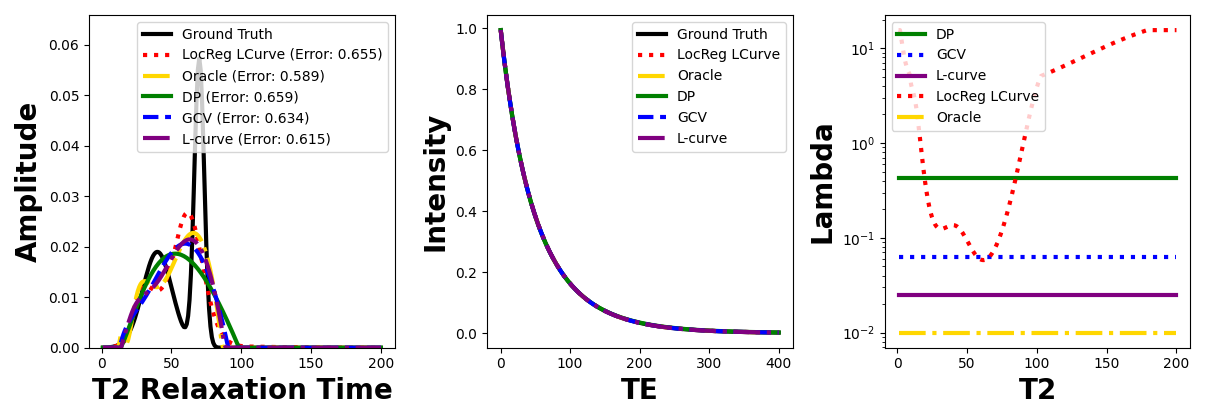 Amplitude
0.06
0.05
0.04
0.03
0.02
0.01
0.00
Ground Truth
LocReg LCurve (Error: 0.655)
Oracle (Error: 0.589)
DP (Error: 0.659)
GCV (Error: 0.634)
L-curve (Error: 0.615)
0 50 100 150 200
T2 Relaxation Time
Intensity
1.0
0.8
0.6
0.4
0.2
0.0
Ground Truth
LocReg LCurve
Oracle
DP
GCV
L-curve
0 100 200 300 400
TE
Lambda
10¹
10⁰
10⁻¹
10⁻²
DP
GCV
L-curve
LocReg LCurve
Oracle
0 50 100 150 200
T2